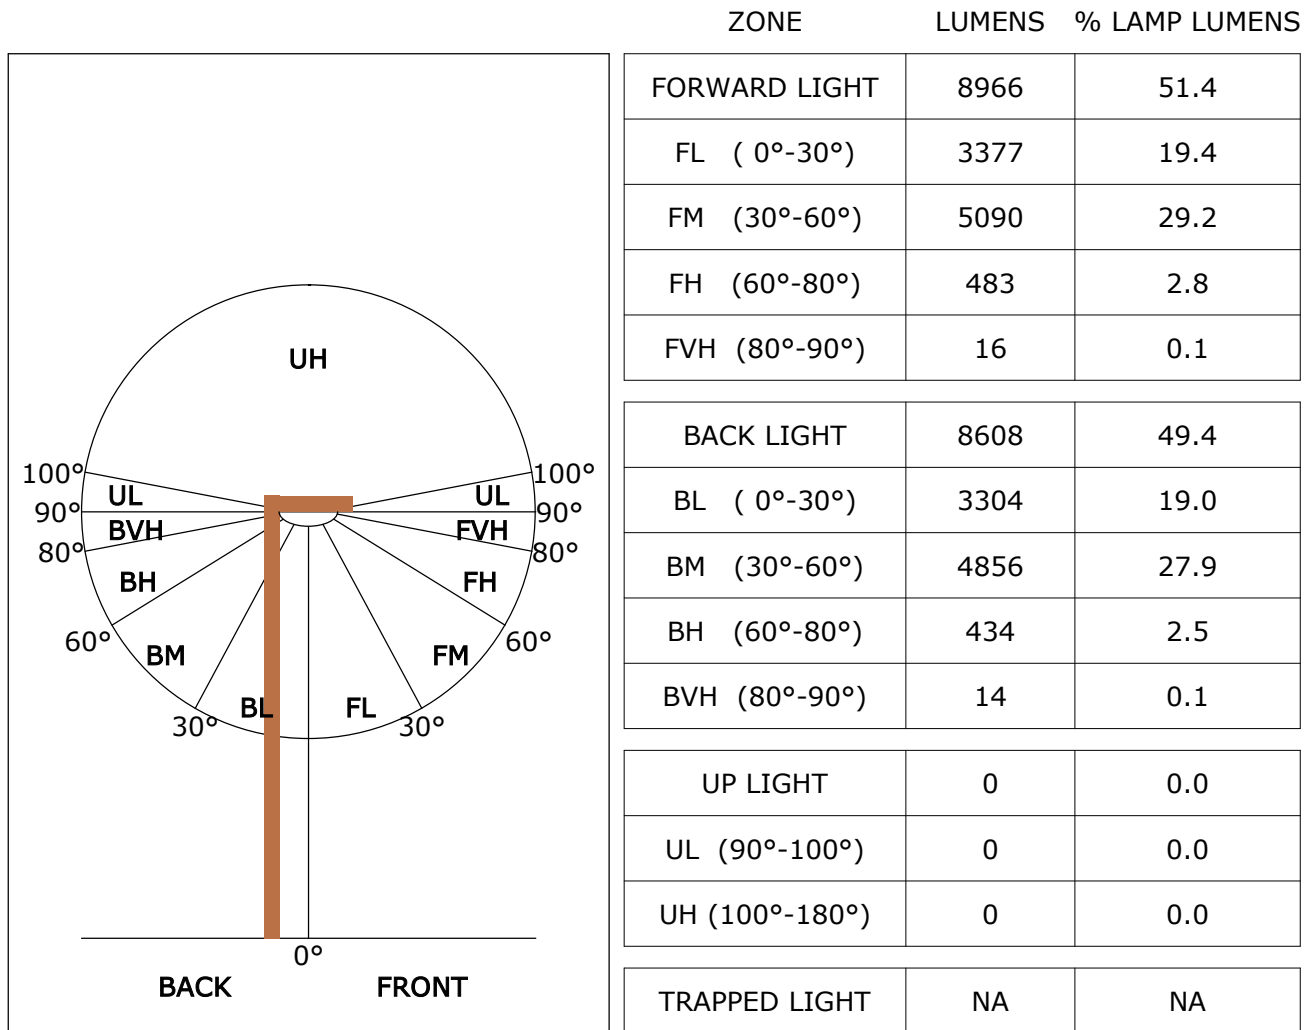 ZONE LUMENS % LAMP LUMENS
FORWARD LIGHT 8966 51.4
FL ( 0°-30°) 3377 19.4
FM (30°-60°) 5090 29.2
FH (60°-80°) 483 2.8
FVH (80°-90°) 16 0.1
BACK LIGHT 8608 49.4
BL ( 0°-30°) 3304 19.0
BM (30°-60°) 4856 27.9
BH (60°-80°) 434 2.5
BVH (80°-90°) 14 0.1
UP LIGHT 0 0.0
UL (90°-100°) 0 0.0
UH (100°-180°) 0 0.0
TRAPPED LIGHT NA NA
UH
100° 100°
UL UL
90° 90°
BVH FVH
80° 80°
BH FH
60° 60°
BM FM
BL FL
30° 30°
0°
BACK FRONT